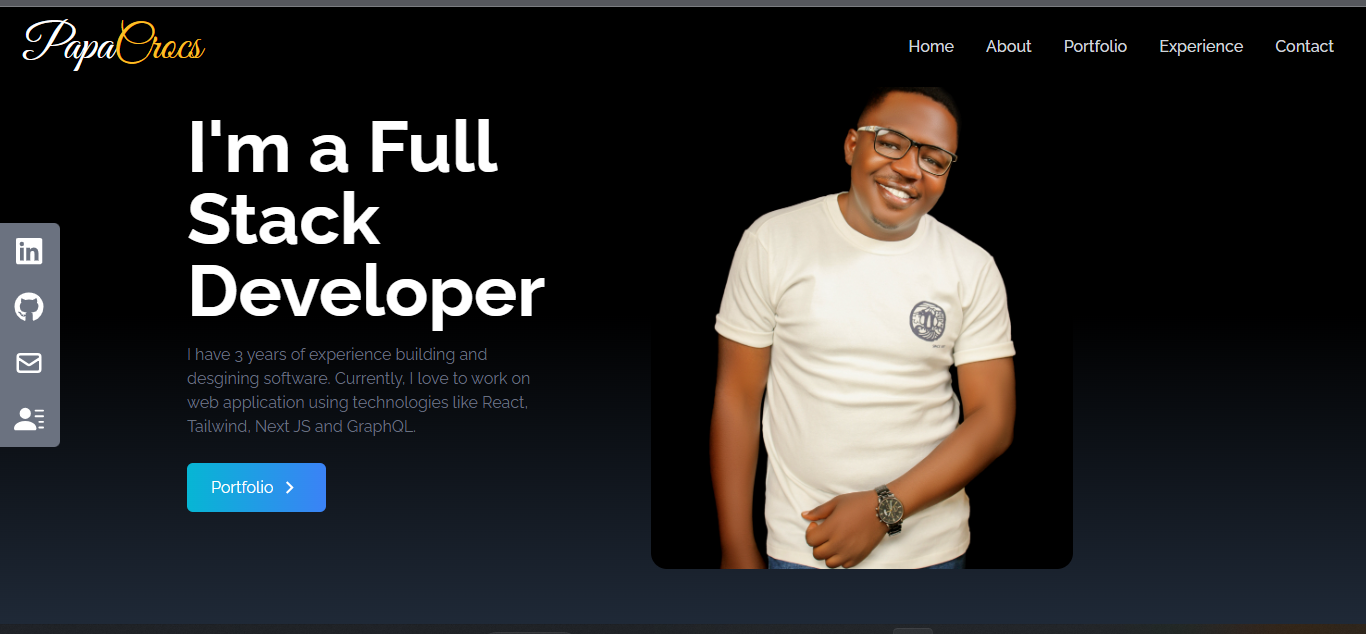 PapaCrocs
Home About Portfolio Experience Contact
I'm a Full
Stack
Developer
I have 3 years of experience building and
desgining software. Currently, I love to work on
web application using technologies like React,
Tailwind, Next JS and GraphQL.
Portfolio
in